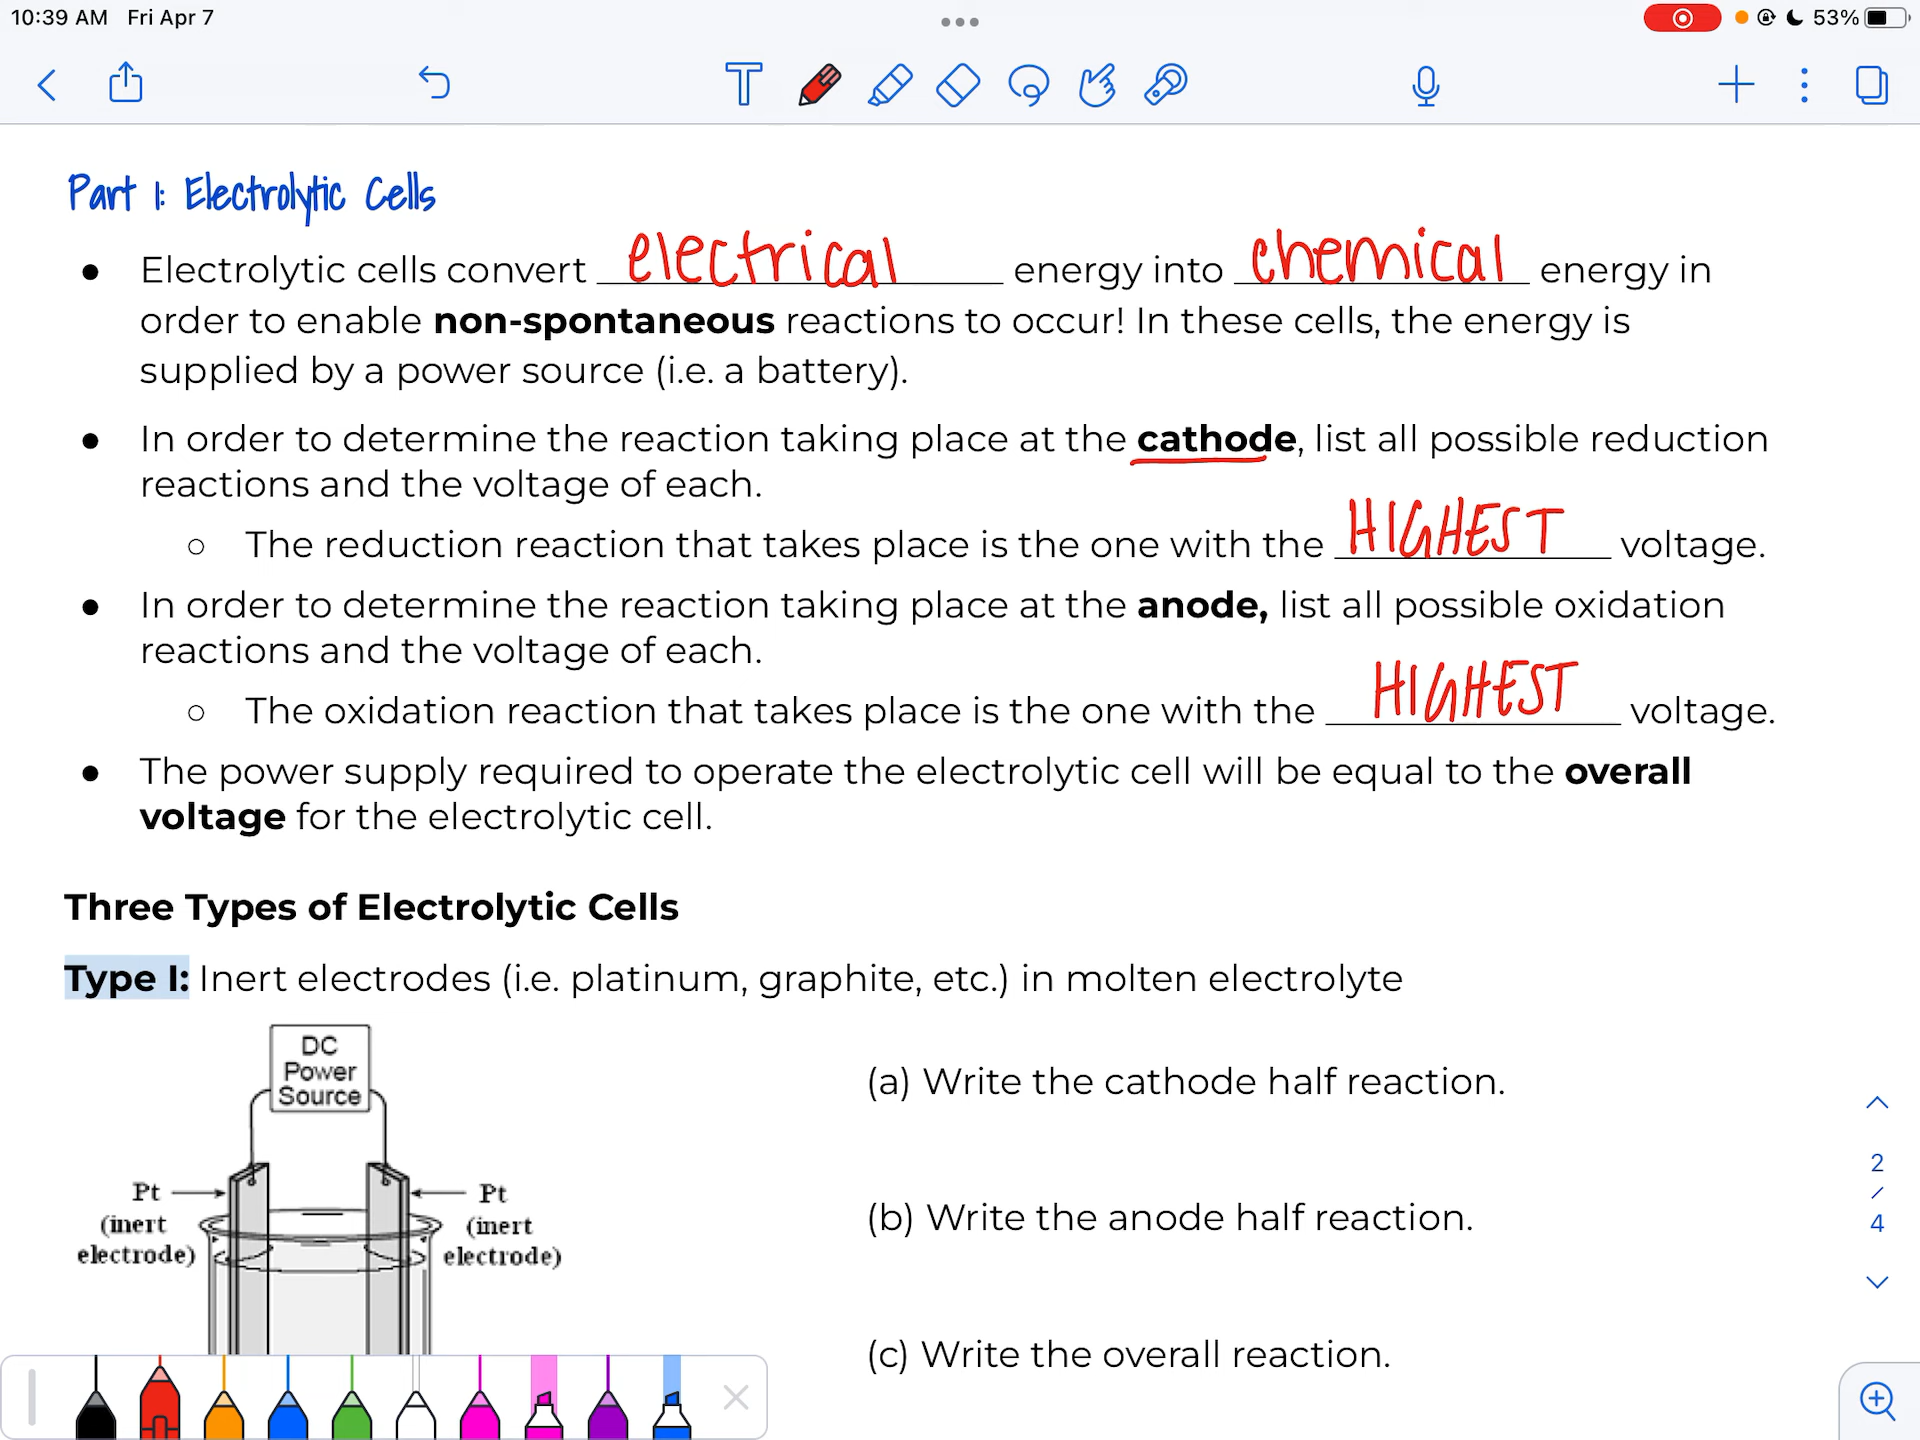 10:39 AM Fri Apr 7
53%
Part 1: Electrolytic Cells
● Electrolytic cells convert electrical energy into chemical energy in
order to enable non-spontaneous reactions to occur! In these cells, the energy is
supplied by a power source (i.e. a battery).
● In order to determine the reaction taking place at the cathode, list all possible reduction
reactions and the voltage of each.
○ The reduction reaction that takes place is the one with the HIGHEST voltage.
● In order to determine the reaction taking place at the anode, list all possible oxidation
reactions and the voltage of each.
○ The oxidation reaction that takes place is the one with the HIGHEST voltage.
● The power supply required to operate the electrolytic cell will be equal to the overall
voltage for the electrolytic cell.
Three Types of Electrolytic Cells
Type I: Inert electrodes (i.e. platinum, graphite, etc.) in molten electrolyte
DC
Power
Source
Pt
(inert
electrode)
Pt
(inert
electrode)
(a) Write the cathode half reaction.
(b) Write the anode half reaction.
(c) Write the overall reaction.
2
/
4